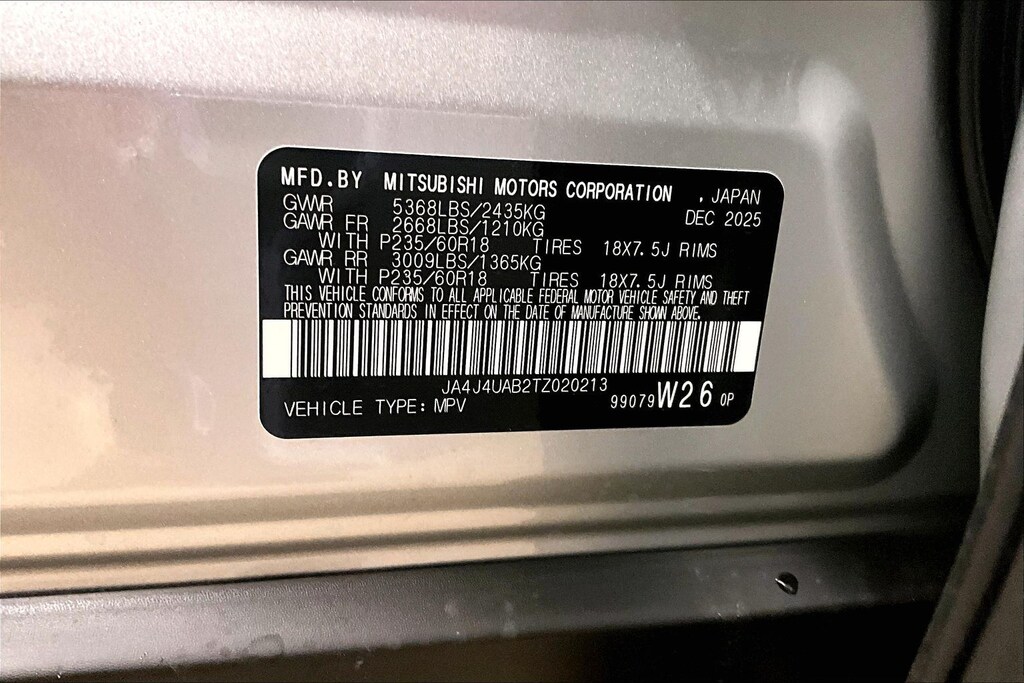 MFD.BY MITSUBISHI MOTORS CORPORATION , JAPAN
GVWR 5368LBS/2435KG DEC 2025
GAWR FR 2668LBS/1210KG
WITH P235/60R18 TIRES 18X7.5J RIMS
GAWR RR 3009LBS/1365KG
WITH P235/60R18 TIRES 18X7.5J RIMS
THIS VEHICLE CONFORMS TO ALL APPLICABLE FEDERAL MOTOR VEHICLE SAFETY AND THEFT
PREVENTION STANDARDS IN EFFECT ON THE DATE OF MANUFACTURE SHOWN ABOVE.
JA4J4UAB2TZ020213
VEHICLE TYPE: MPV 99079 W26 OP